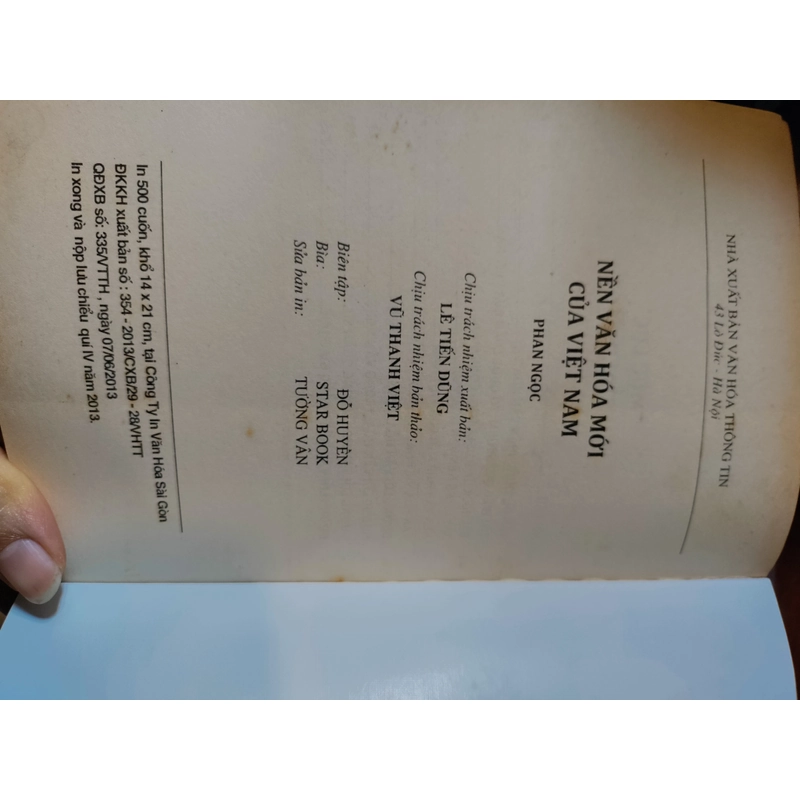 NHÀ XUẤT BẢN VĂN HÓA THÔNG TIN
43 Lò Đúc - Hà Nội
NỀN VĂN HÓA MỚI
CỦA VIỆT NAM
PHAN NGỌC
Chịu trách nhiệm xuất bản:
LÊ TIẾN DŨNG
Chịu trách nhiệm bản thảo:
VŨ THANH VIỆT
Biên tập: ĐỖ HUYỀN
Bìa: STAR BOOK
Sửa bản in: TƯỜNG VÂN
In 500 cuốn, khổ 14 x 21 cm, tại Công Ty In Văn Hóa Sài Gòn
ĐKKH xuất bản số : 354 - 2013/CXB/29 - 28/VHTT
QĐXB số: 335/VTTH , ngày 07/06/2013
In xong và nộp lưu chiểu quí IV năm 2013.